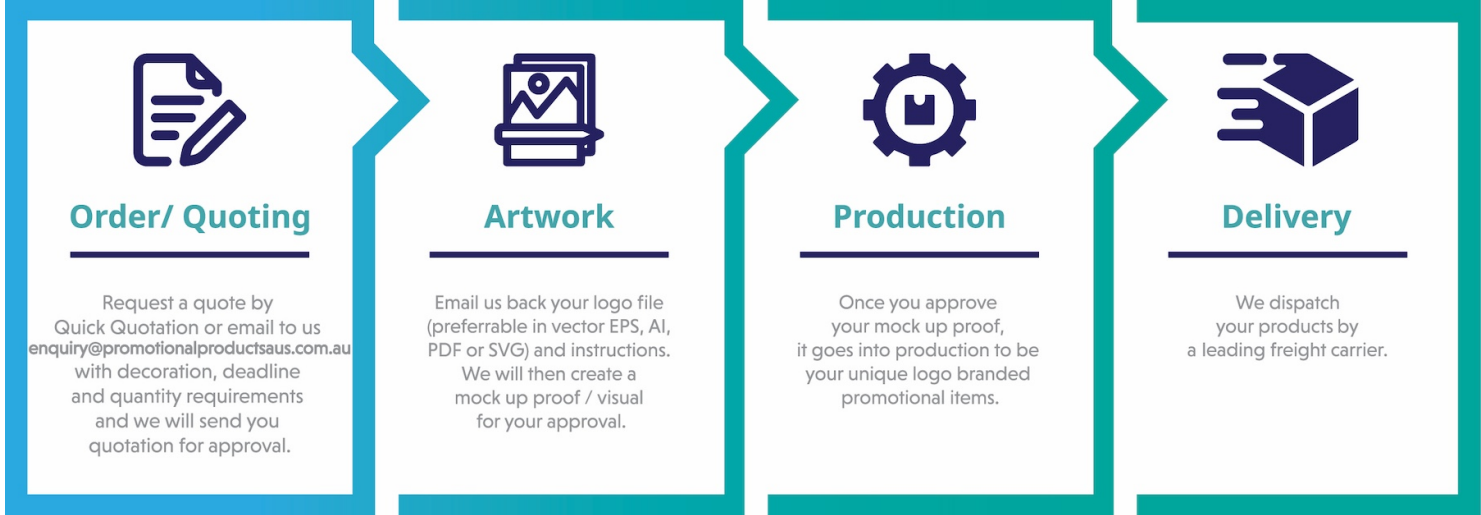 Order/ Quoting
Request a quote by
Quick Quotation or email to us
enquiry@promotionalproductsaus.com.au
with decoration, deadline
and quantity requirements
and we will send you
quotation for approval.
Artwork
Email us back your logo file
(preferrable in vector EPS, AI,
PDF or SVG) and instructions.
We will then create a
mock up proof / visual
for your approval.
Production
Once you approve
your mock up proof,
it goes into production to be
your unique logo branded
promotional items.
Delivery
We dispatch
your products by
a leading freight carrier.